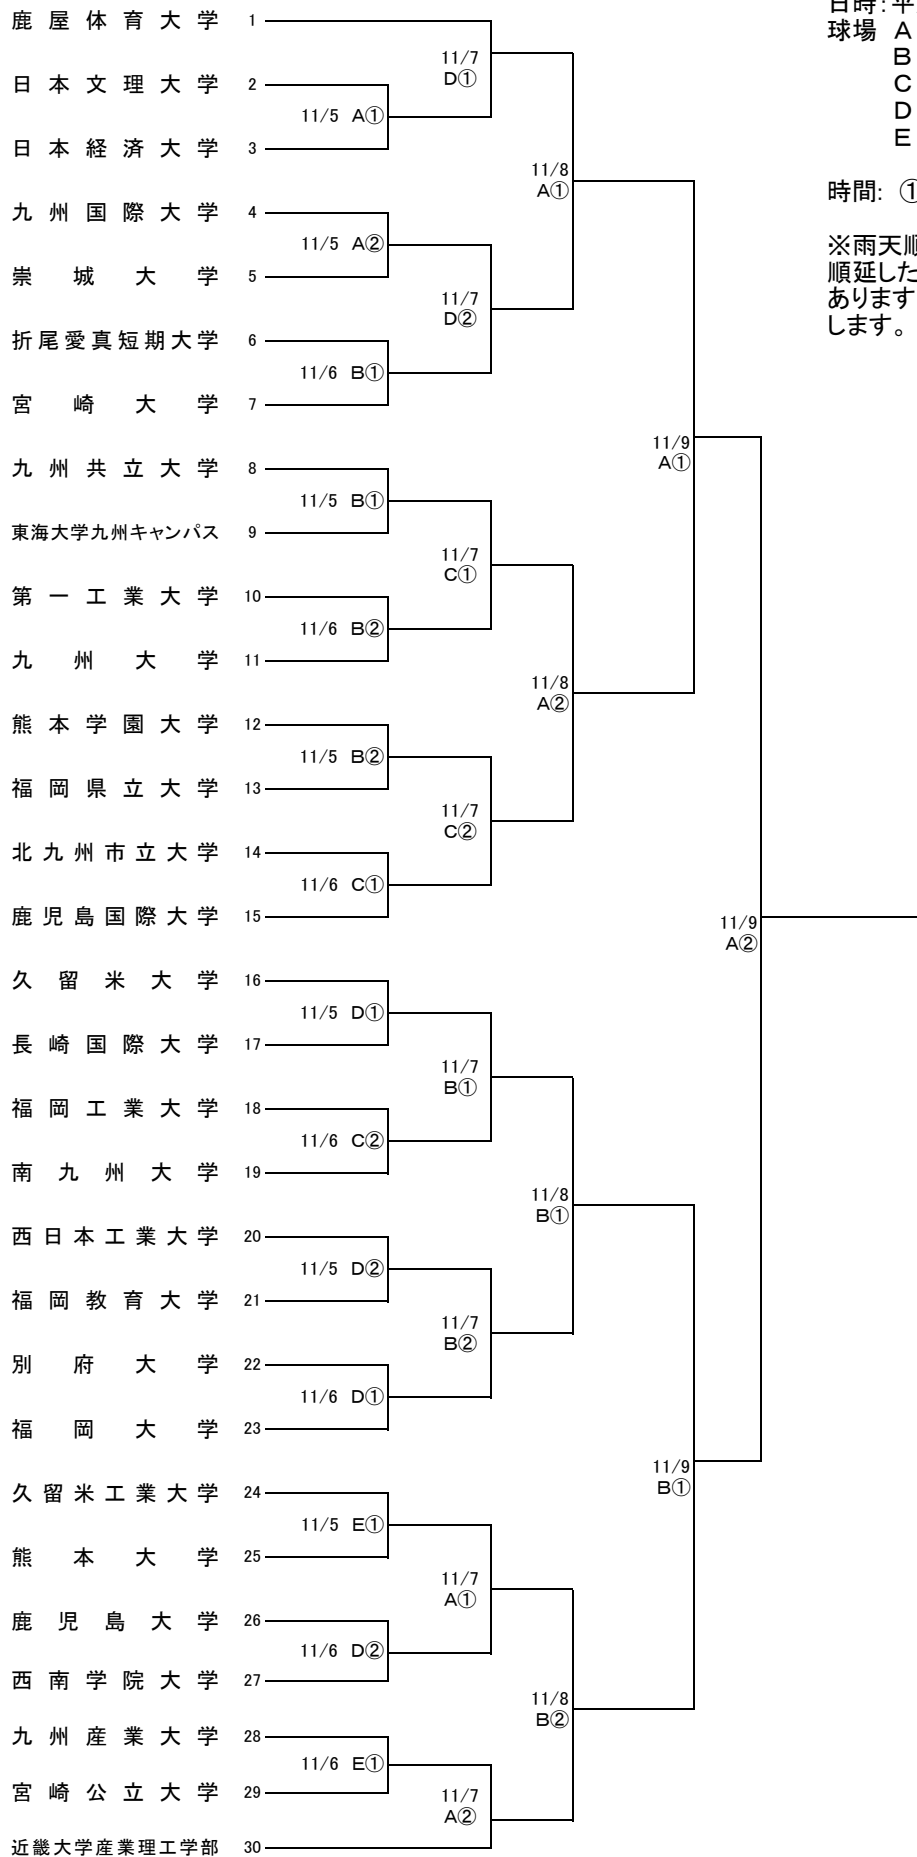 鹿屋体育大学 1
日本文理大学 2
11/5 A①
日本経済大学 3
11/7
D①
九州国際大学 4
11/5 A②
崇城大学 5
11/7
D②
折尾愛真短期大学 6
11/6 B①
宮崎大学 7
11/8
A①
九州共立大学 8
11/5 B①
東海大学九州キャンパス 9
11/7
C①
第一工業大学 10
11/6 B②
九州大学 11
11/8
A②
熊本学園大学 12
11/5 B②
福岡県立大学 13
11/7
C②
北九州市立大学 14
11/6 C①
鹿児島国際大学 15
11/9
A①
久留米大学 16
11/5 D①
長崎国際大学 17
11/7
B①
福岡工業大学 18
11/6 C②
南九州大学 19
11/8
B①
西日本工業大学 20
11/5 D②
福岡教育大学 21
11/7
B②
別府大学 22
11/6 D①
福岡大学 23
11/9
B①
久留米工業大学 24
11/5 E①
熊本大学 25
11/7
A①
鹿児島大学 26
11/6 D②
西南学院大学 27
11/8
B②
九州産業大学 28
11/6 E①
宮崎公立大学 29
11/7
A②
近畿大学産業理工学部 30
11/9
A②
日時:平
球場 A
B
C
D
E
時間: ①
※雨天順
順延した
あります
します。